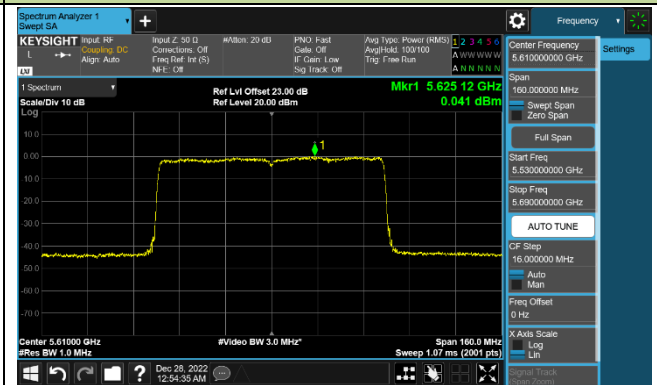 Spectrum Analyzer 1
Swept SA
+
Frequency
KEYSIGHT
Input: RF
Coupling: DC
Align: Auto
Input Z: 50 Ω
Corrections: Off
Freq Ref: Int (S)
NFE: Off
#Atten: 20 dB
PNO: Fast
Gate: Off
IF Gain: Low
Sig Track: Off
Avg Type: Power (RMS)
Avg|Hold: 100/100
Trig: Free Run
1 2 3 4 5 6
A W W W W W
A N N N N N
L
LXI
1 Spectrum
Scale/Div 10 dB
Log
Ref Lvl Offset 23.00 dB
Ref Level 20.00 dBm
Mkr1 5.625 12 GHz
0.041 dBm
10.0
0.00
-10.0
-20.0
-30.0
-40.0
-50.0
-60.0
-70.0
1
Center 5.61000 GHz
#Res BW 1.0 MHz
#Video BW 3.0 MHz*
Span 160.0 MHz
Sweep 1.07 ms (2001 pts)
Dec 28, 2022
12:54:35 AM
?
Center Frequency
5.610000000 GHz
Settings
Span
160.000000 MHz
Swept Span
Zero Span
Full Span
Start Freq
5.530000000 GHz
Stop Freq
5.690000000 GHz
AUTO TUNE
CF Step
16.000000 MHz
Auto
Man
Freq Offset
0 Hz
X Axis Scale
Log
Lin
Signal Track
(Span Zoom)